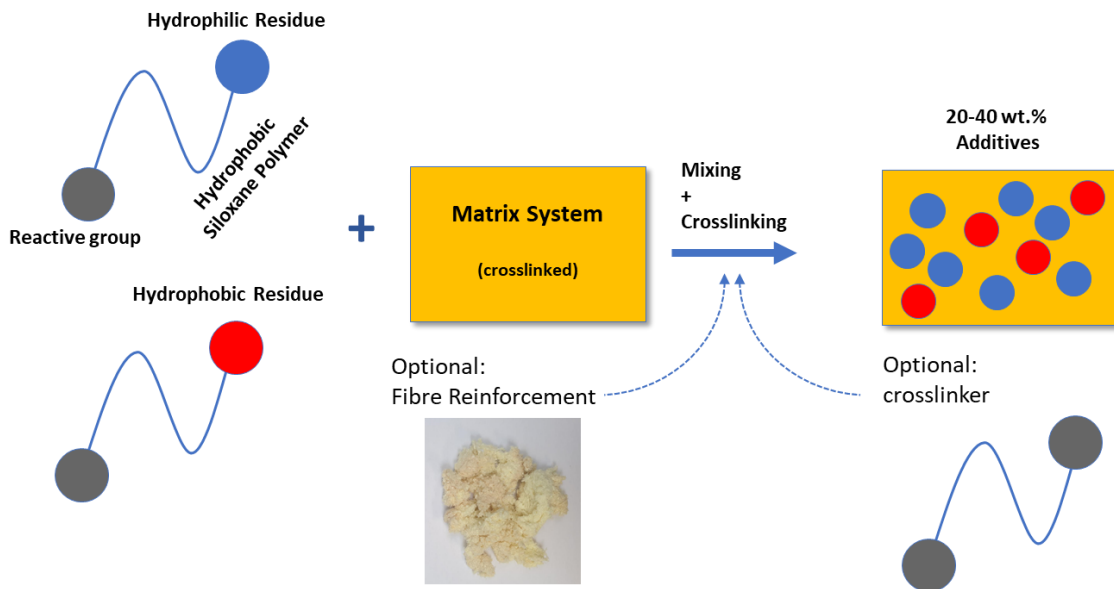 Hydrophilic Residue
Hydrophobic
Siloxane Polymer
Reactive group
Hydrophobic Residue
+
Matrix System
(crosslinked)
Optional:
Fibre Reinforcement
Mixing
+
Crosslinking
20-40 wt.%
Additives
Optional:
crosslinker